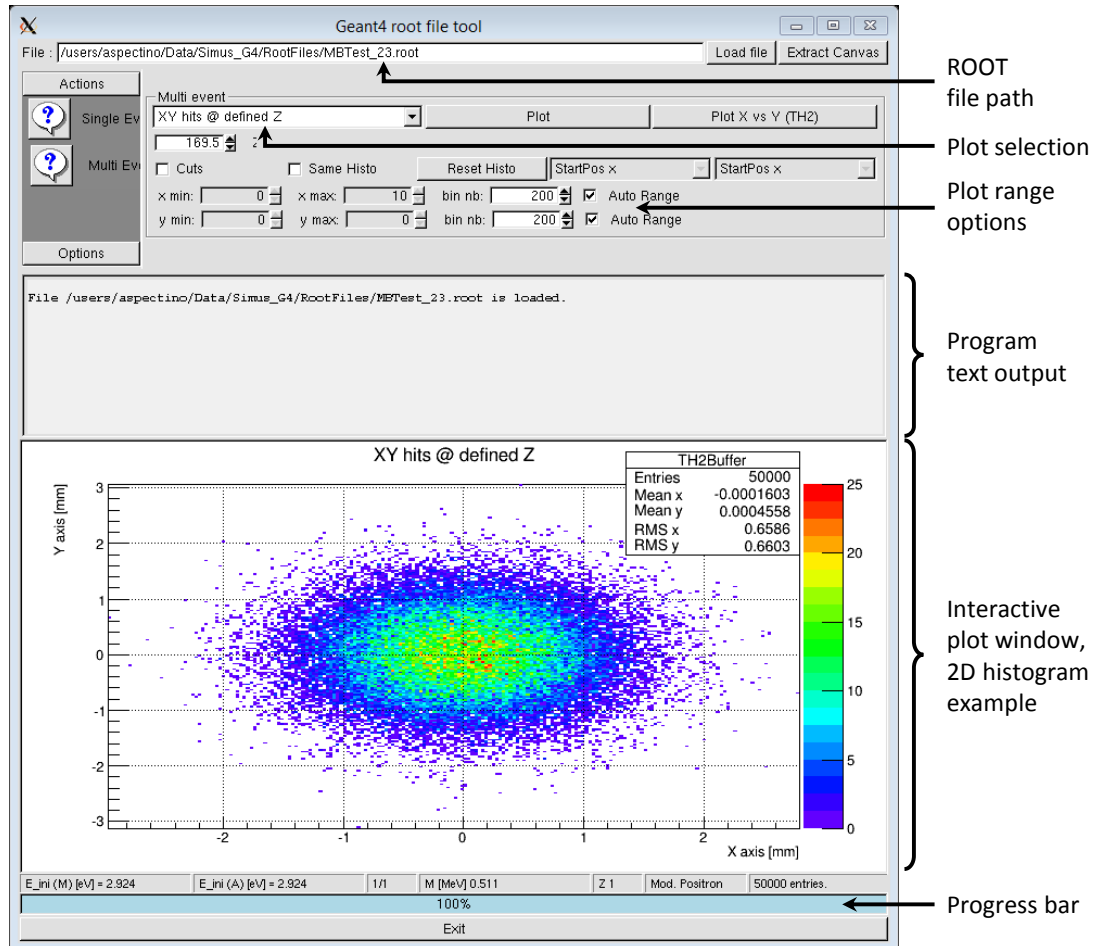 Geant4 root file tool
File : /users/aspectino/Data/Simus_G4/RootFiles/MBTest_23.root Load file Extract Canvas
ROOT
file path
Actions
Single Ev
Multi Ev
Options
Multi event
XY hits @ defined Z Plot Plot X vs Y (TH2)
Plot selection
169.5
Cuts Same Histo Reset Histo StartPos x StartPos x
x min: 0 x max: 10 bin nb: 200 Auto Range
y min: 0 y max: 0 bin nb: 200 Auto Range
Plot range
options
File /users/aspectino/Data/Simus_G4/RootFiles/MBTest_23.root is loaded.
Program
text output
XY hits @ defined Z
TH2Buffer
Entries 50000
Mean x -0.0001603
Mean y 0.0004558
RMS x 0.6586
RMS y 0.6603
Y axis [mm]
3
2
1
0
-1
-2
-3
-2 -1 0 1 2
X axis [mm]
25
20
15
10
5
0
Interactive
plot window,
2D histogram
example
E_ini (M) [eV] = 2.924 E_ini (A) [eV] = 2.924 1/1 M [MeV] 0.511 Z 1 Mod. Positron 50000 entries.
100%
Progress bar
Exit